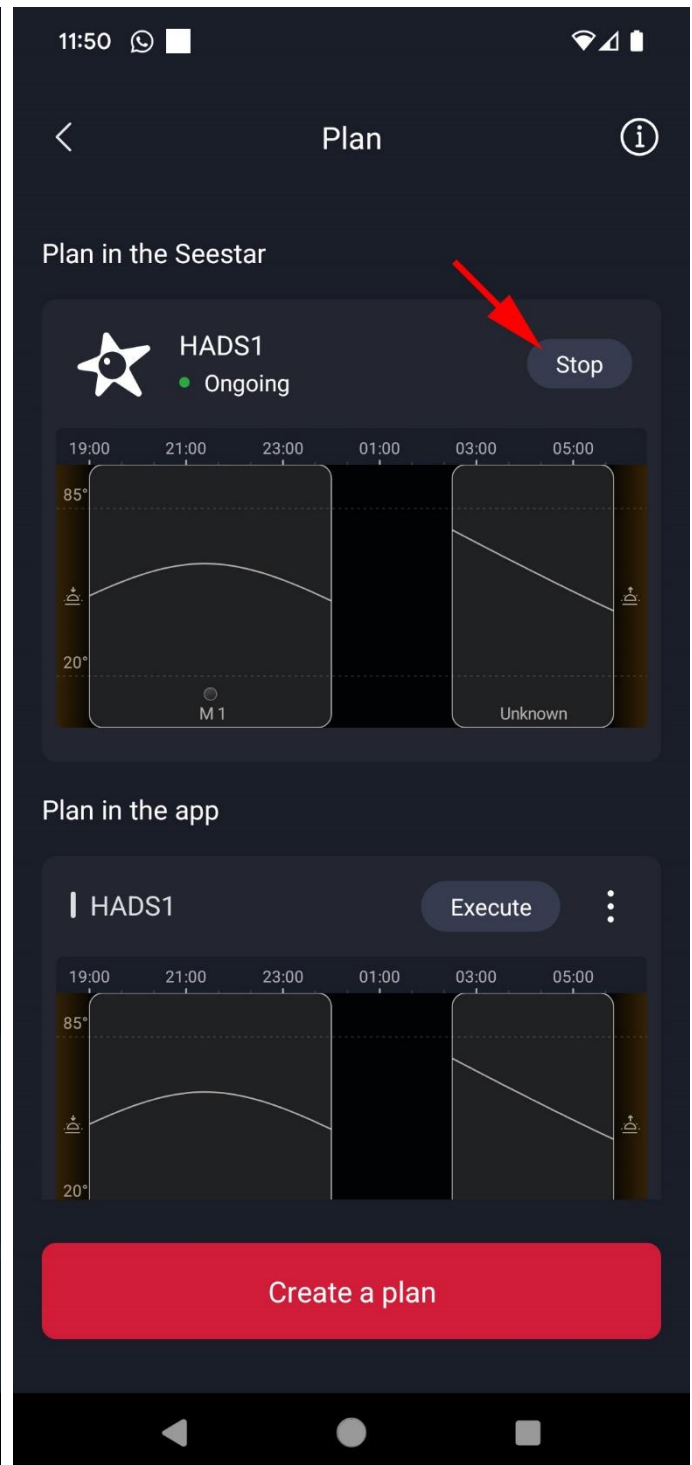 11:50
Plan
Plan in the Seestar
HADS1
Ongoing
Stop
19:00 21:00 23:00 01:00 03:00 05:00
85°
20°
M 1
Unknown
Plan in the app
HADS1
Execute
19:00 21:00 23:00 01:00 03:00 05:00
85°
20°
Create a plan